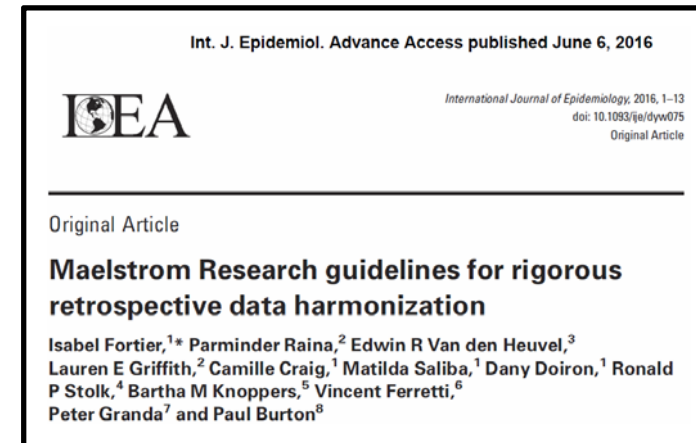 Int. J. Epidemiol. Advance Access published June 6, 2016
IEA
International Journal of Epidemiology, 2016, 1–13
doi: 10.1093/ije/dyw075
Original Article
Original Article
Maelstrom Research guidelines for rigorous
retrospective data harmonization
Isabel Fortier,¹* Parminder Raina,² Edwin R Van den Heuvel,³
Lauren E Griffith,² Camille Craig,¹ Matilda Saliba,¹ Dany Doiron,¹ Ronald
P Stolk,⁴ Bartha M Knoppers,⁵ Vincent Ferretti,⁶
Peter Granda⁷ and Paul Burton⁸